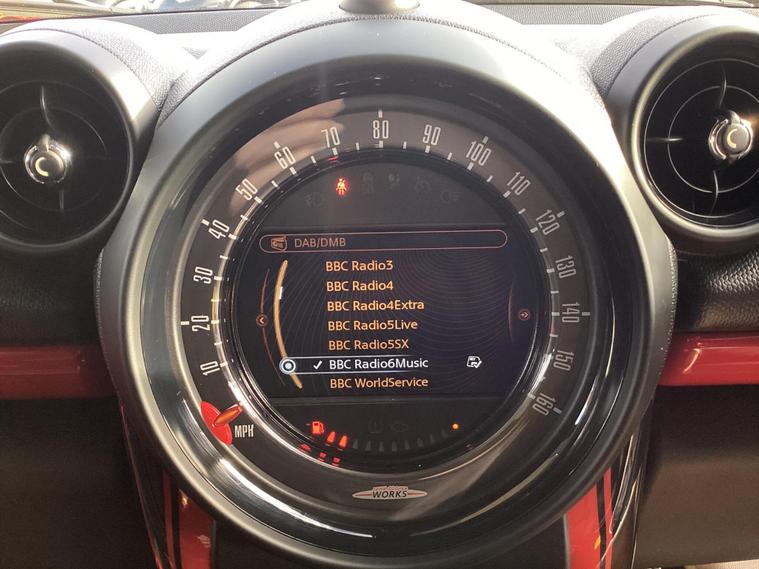 80
70
90
60
100
50
110
40
120
30
130
20
140
10
150
160
MPH
DAB/DMB
BBC Radio3
BBC Radio4
BBC Radio4Extra
BBC Radio5Live
BBC Radio5SX
BBC Radio6Music
BBC WorldService
WORKS